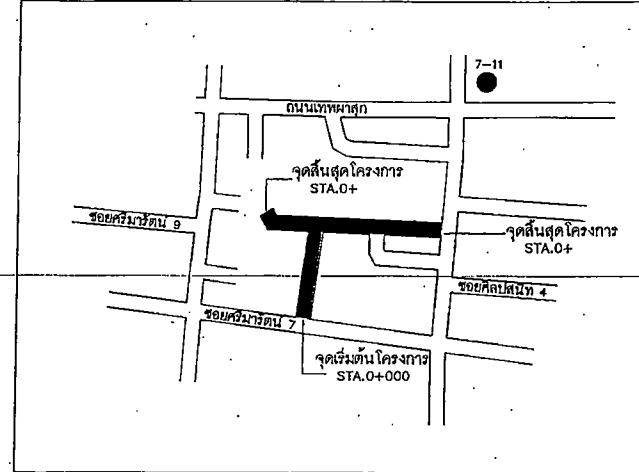 7-11
ถนนเทพผาสุก
จุดสิ้นสุดโครงการ
STA.0+
ซอยศรีมารัตน์ 9
จุดสิ้นสุดโครงการ
STA.0+
ซอยศิลปสนิท 4
ซอยศรีมารัตน์ 7
จุดเริ่มต้นโครงการ
STA.0+000